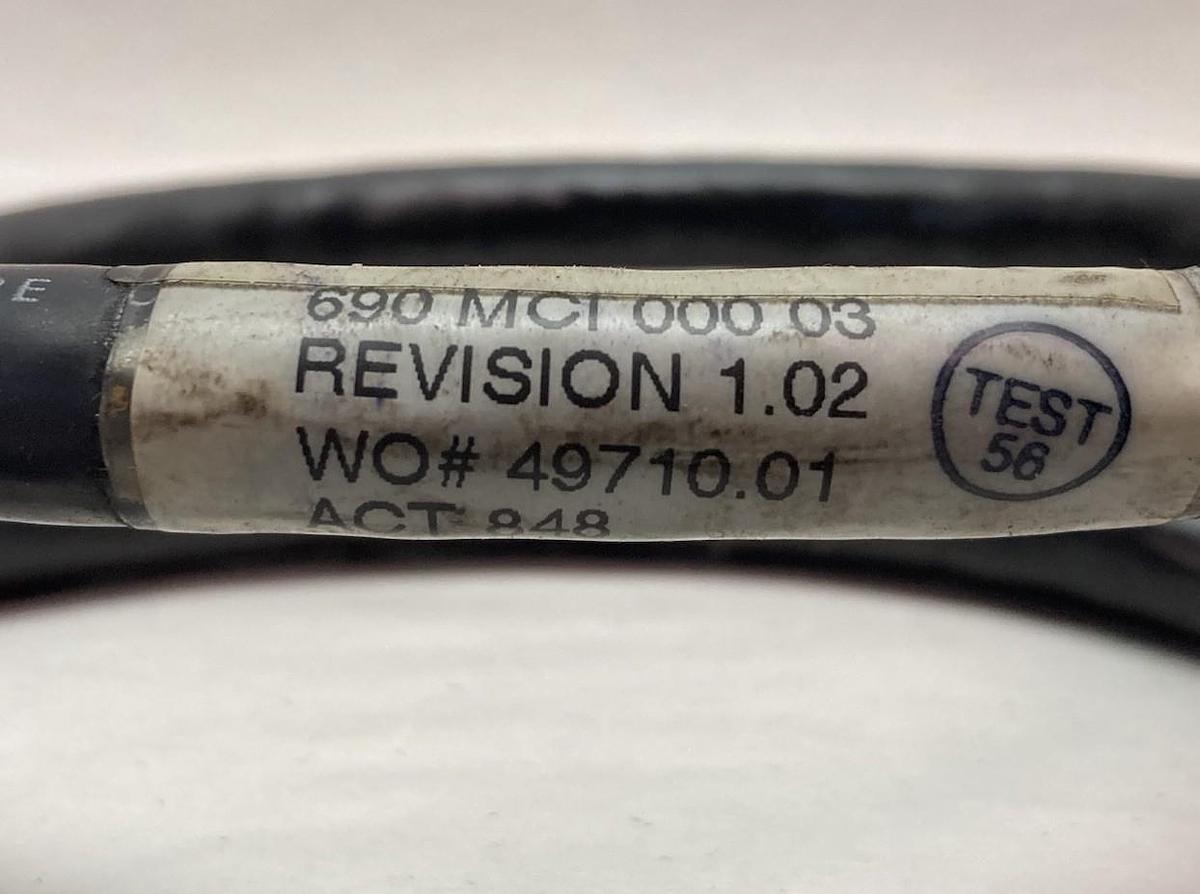 690 MCI 000 03
REVISION 1.02
WO# 49710.01
ACT 848
TEST
56